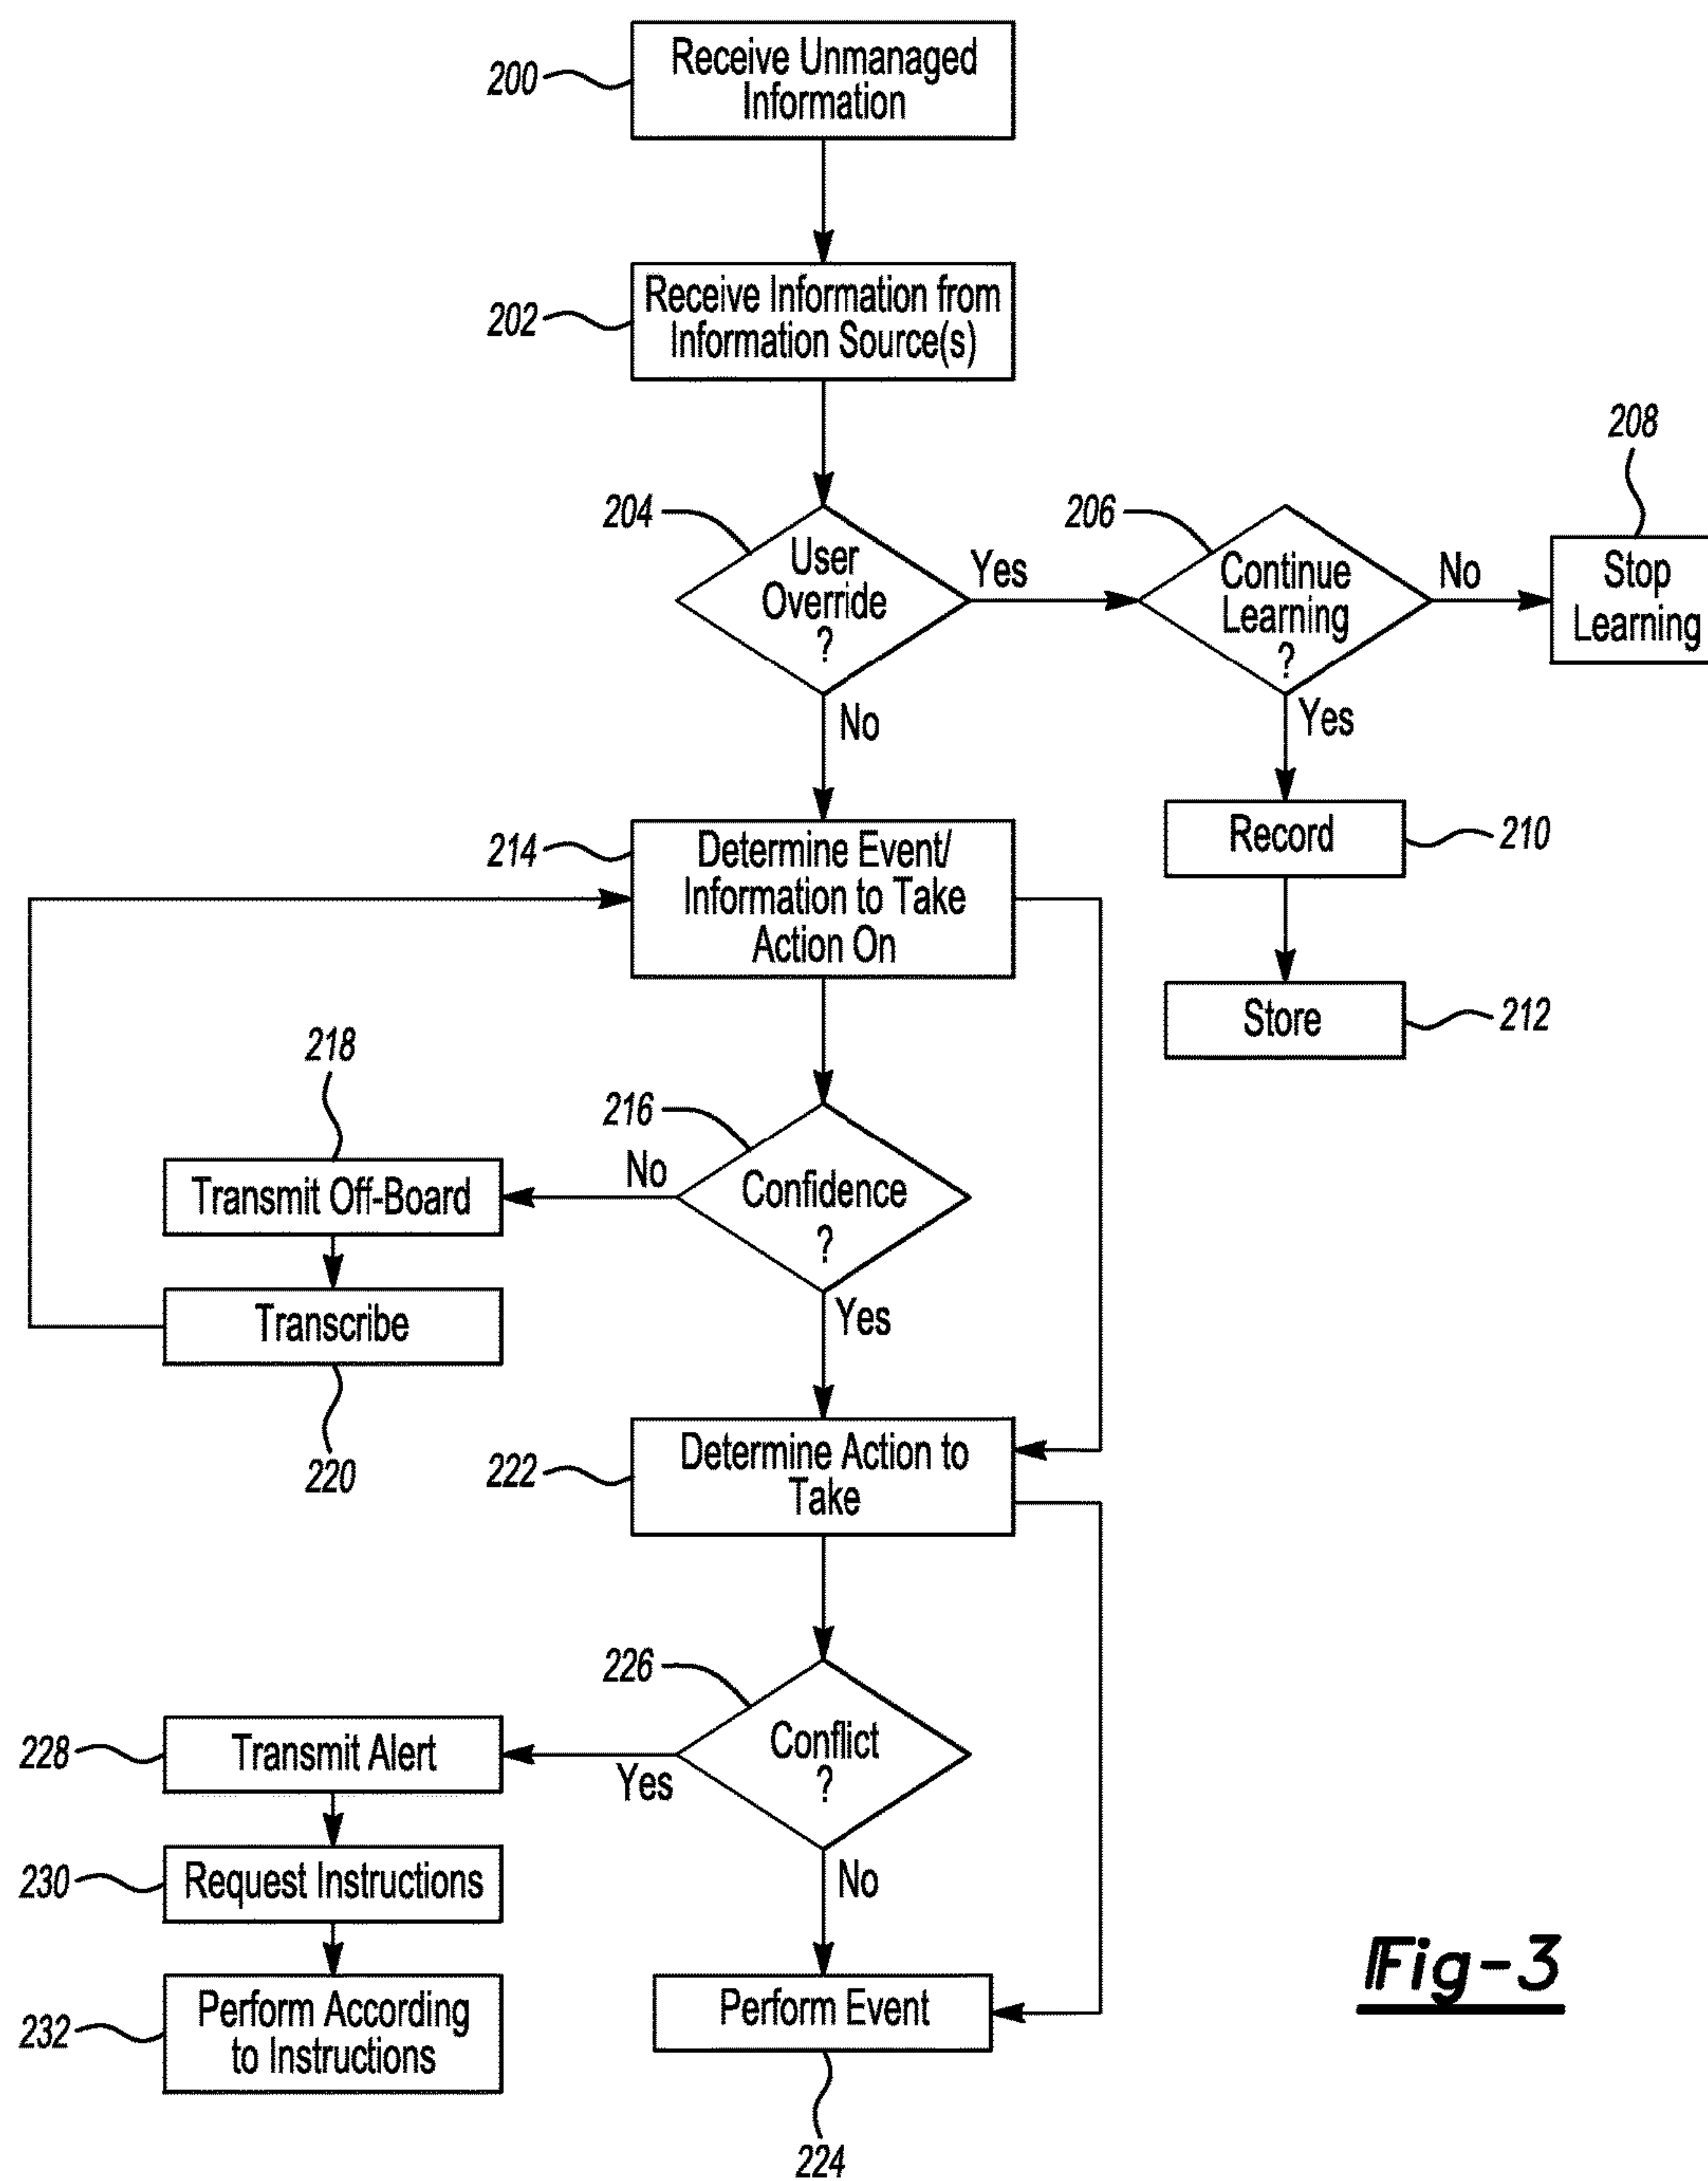 200
Receive Unmanaged
Information
202
Receive Information from
Information Source(s)
208
204
User
Override
?
Yes
206
Continue
Learning
?
No
Stop
Learning
No
Yes
214
Determine Event/
Information to Take
Action On
Record
210
Store
212
218
216
Confidence
?
No
Transmit Off-Board
Yes
Transcribe
220
222
Determine Action to
Take
226
Conflict
?
Yes
228
Transmit Alert
No
230
Request Instructions
232
Perform According
to Instructions
Perform Event
224
Fig-3